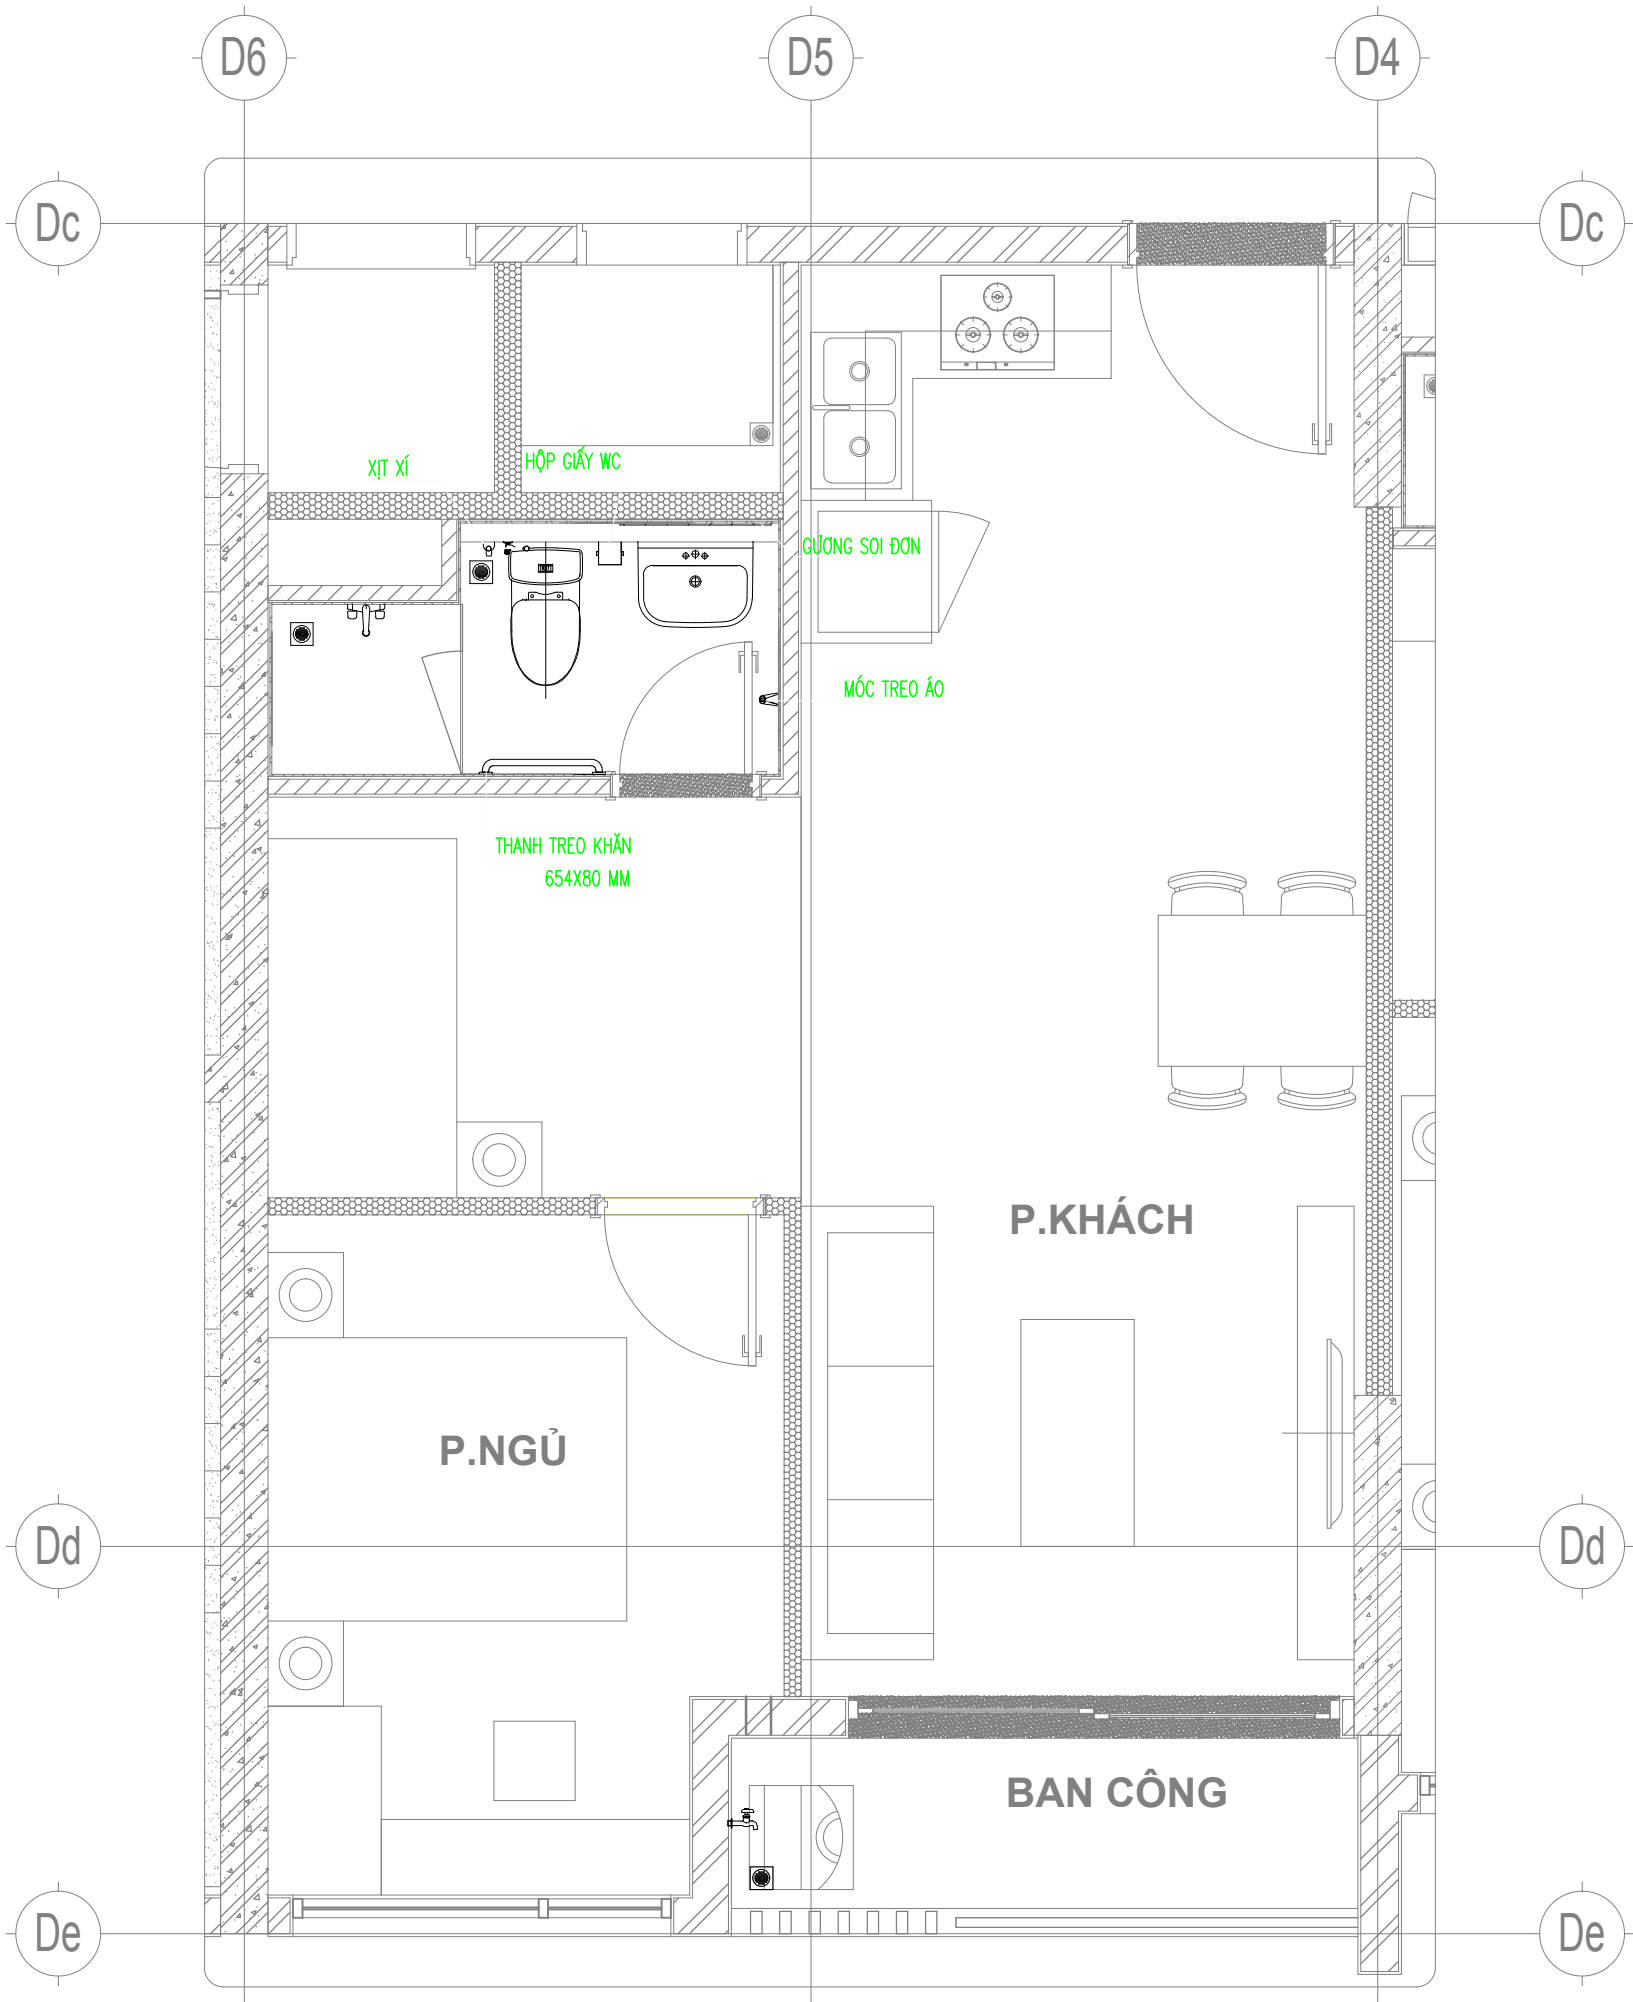 D6
D5
D4
Dc
Dc
XỊT XÍ
HỘP GIẤY WC
GƯƠNG SOI ĐƠN
MÓC TREO ÁO
THANH TREO KHĂN
654X80 MM
P.KHÁCH
P.NGỦ
Dd
Dd
BAN CÔNG
De
De